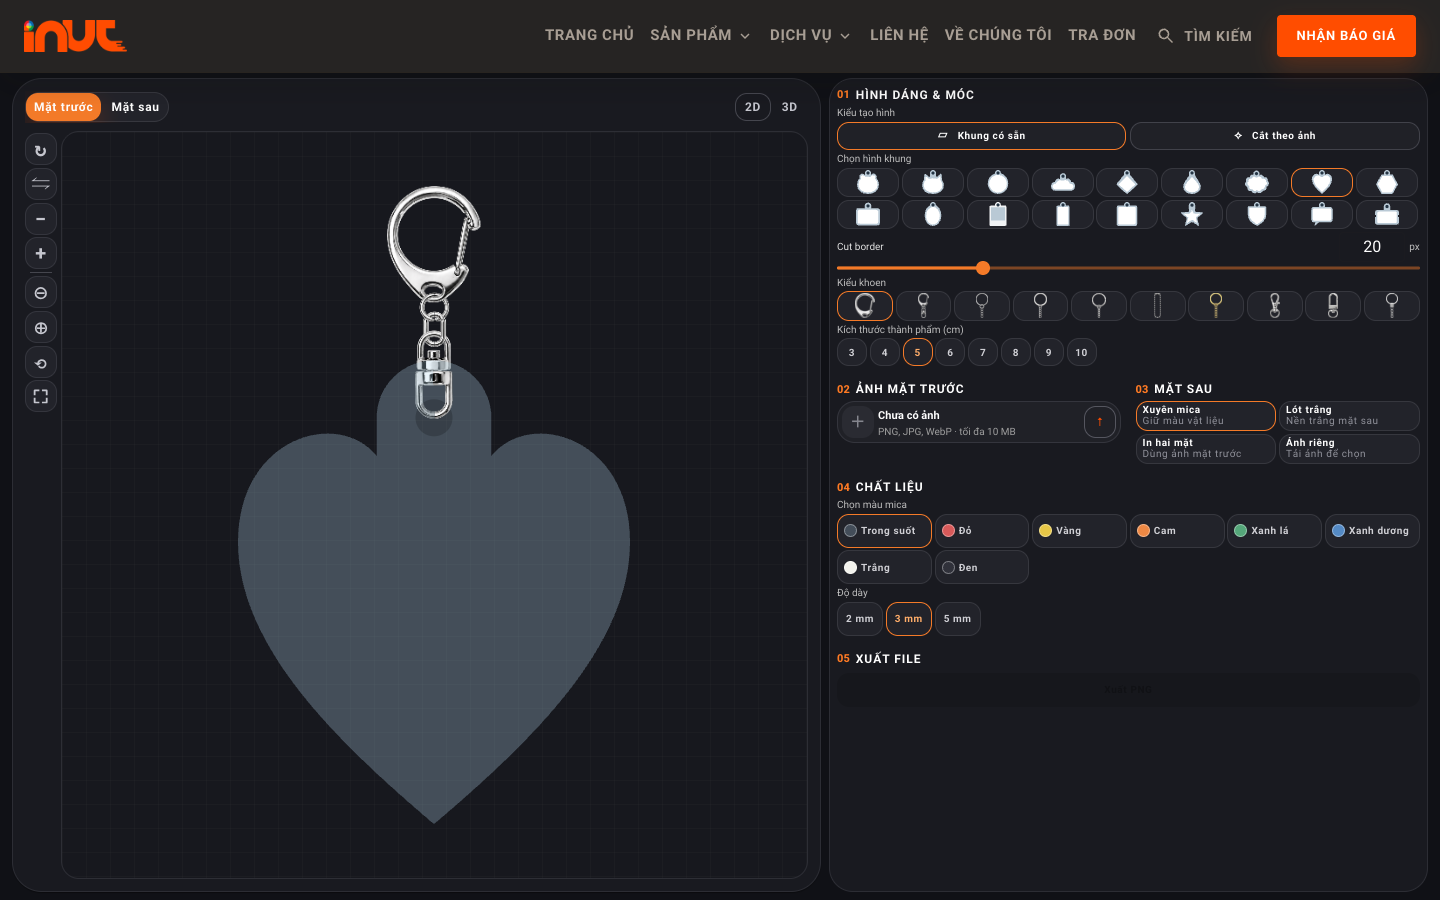 inut
TRANG CHỦ SẢN PHẨM DỊCH VỤ LIÊN HỆ VỀ CHÚNG TÔI TRA ĐƠN TÌM KIẾM NHẬN BÁO GIÁ
Mặt trước Mặt sau
2D 3D
01 HÌNH DÁNG & MÓC
Kiểu tạo hình
Khung có sẵn
Cắt theo ảnh
Chọn hình khung
Cut border 20 px
Kiểu khoen
Kích thước thành phẩm (cm)
3 4 5 6 7 8 9 10
02 ẢNH MẶT TRƯỚC
Chưa có ảnh
PNG, JPG, WebP · tối đa 10 MB
03 MẶT SAU
Xuyên mica
Giữ màu vật liệu
Lót trắng
Nền trắng mặt sau
In hai mặt
Dùng ảnh mặt trước
Ảnh riêng
Tải ảnh để chọn
04 CHẤT LIỆU
Chọn màu mica
Trong suốt Đỏ Vàng Cam Xanh lá Xanh dương
Trắng Đen
Độ dày
2 mm 3 mm 5 mm
05 XUẤT FILE